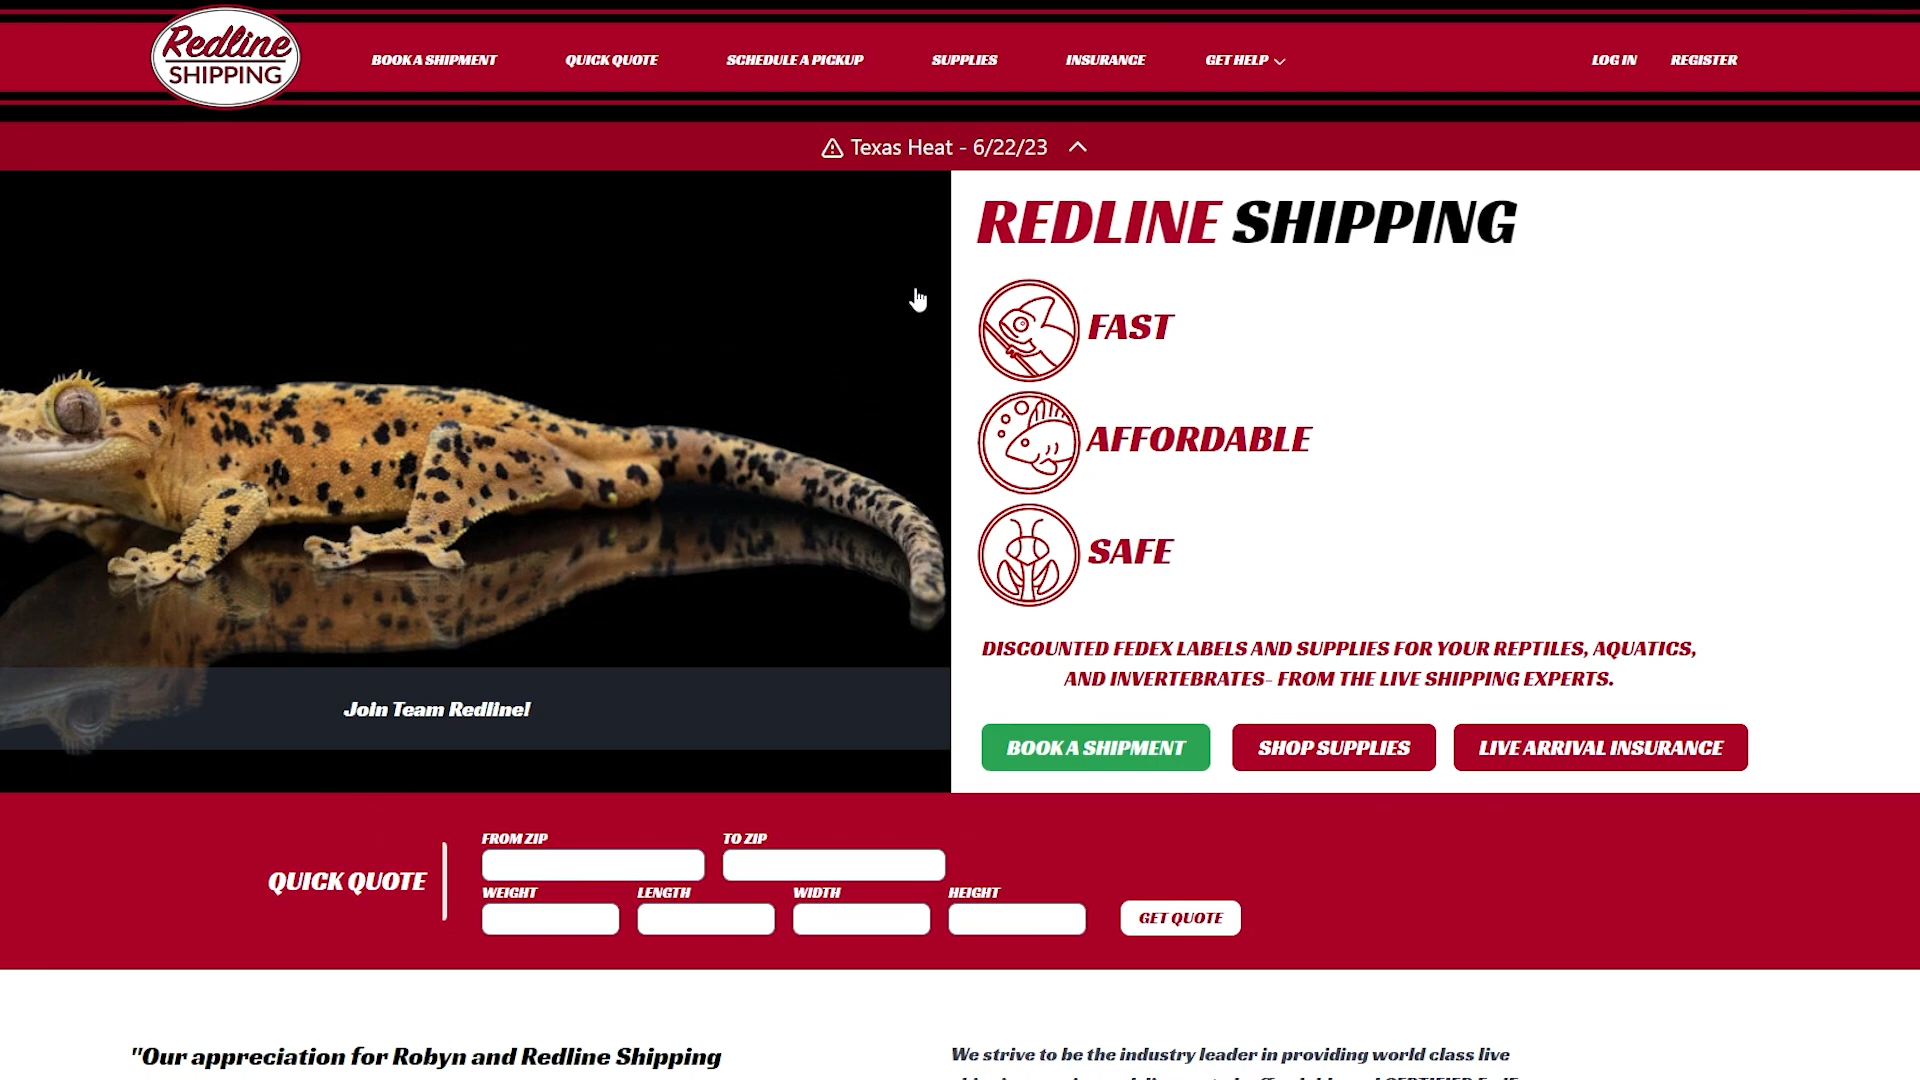 Redline
SHIPPING
BOOK A SHIPMENT
QUICK QUOTE
SCHEDULE A PICKUP
SUPPLIES
INSURANCE
GET HELP
LOG IN
REGISTER
Texas Heat - 6/22/23
REDLINE SHIPPING
FAST
AFFORDABLE
SAFE
DISCOUNTED FEDEX LABELS AND SUPPLIES FOR YOUR REPTILES, AQUATICS,
AND INVERTEBRATES- FROM THE LIVE SHIPPING EXPERTS.
Join Team Redline!
BOOK A SHIPMENT
SHOP SUPPLIES
LIVE ARRIVAL INSURANCE
QUICK QUOTE
FROM ZIP
TO ZIP
WEIGHT
LENGTH
WIDTH
HEIGHT
GET QUOTE
"Our appreciation for Robyn and Redline Shipping
We strive to be the industry leader in providing world class live